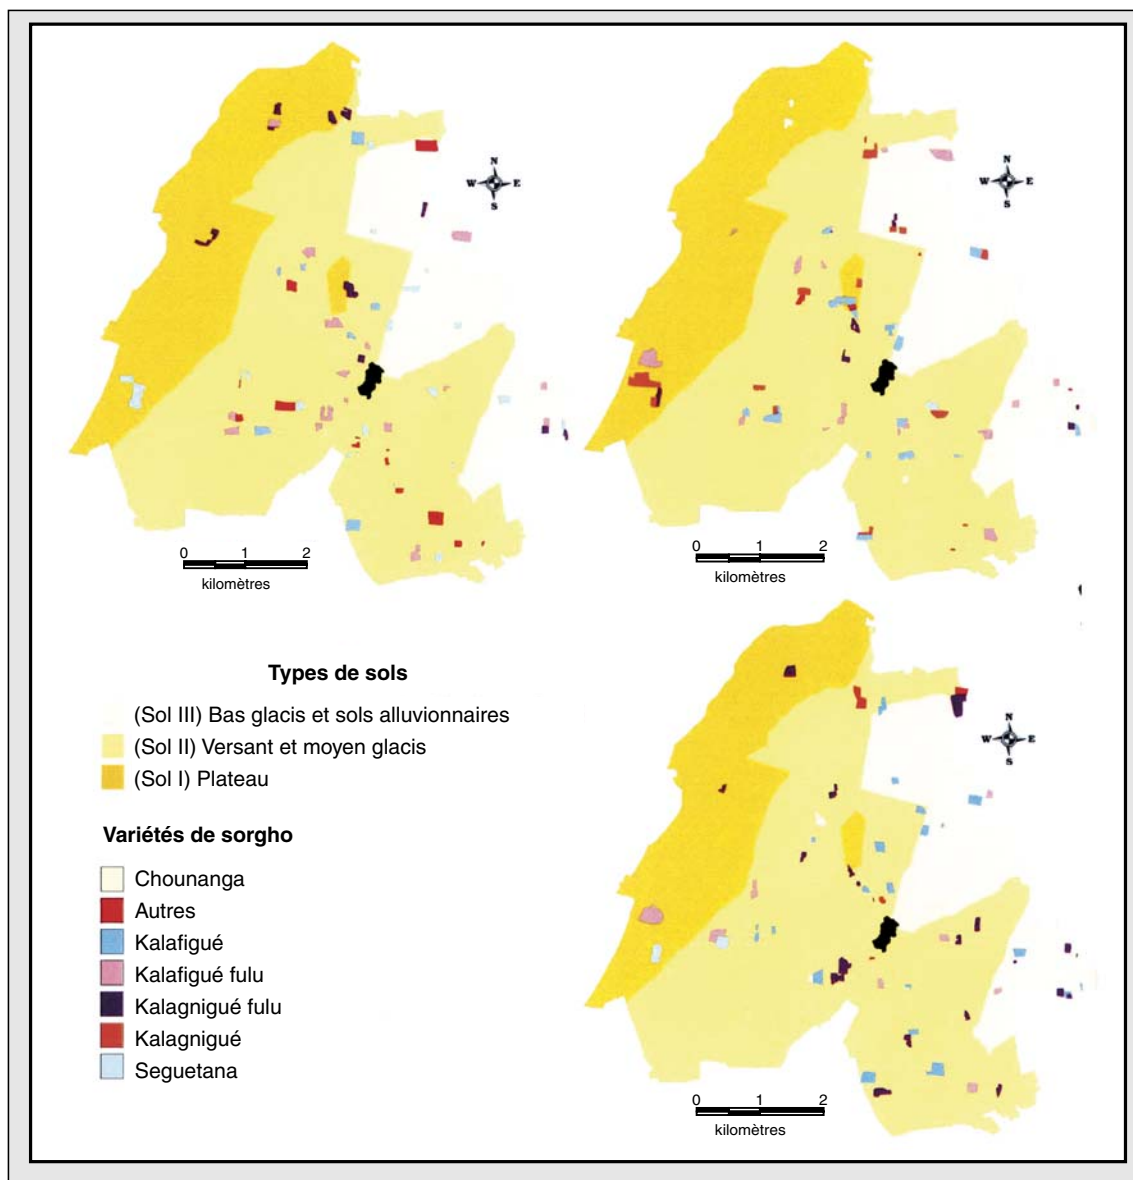 N
W E
S
0 1 2
kilomètres
N
W E
S
0 1 2
kilomètres
Types de sols
(Sol III) Bas glacis et sols alluvionnaires
(Sol II) Versant et moyen glacis
(Sol I) Plateau
Variétés de sorgho
Chounanga
Autres
Kalafigué
Kalafigué fulu
Kalagnigué fulu
Kalagnigué
Seguetana
N
W E
S
0 1 2
kilomètres